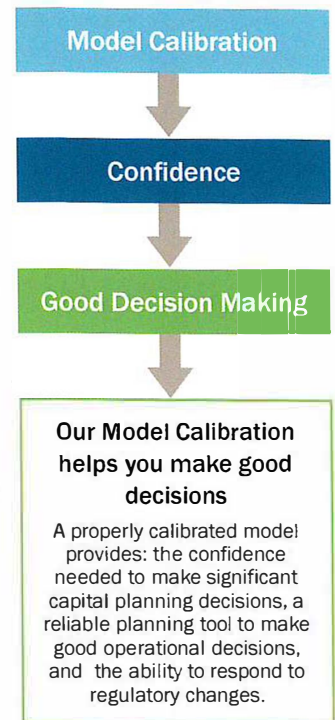 Model Calibration
Confidence
Good Decision Making
Our Model Calibration
helps you make good
decisions
A properly calibrated model
provides: the confidence
needed to make significant
capital planning decisions, a
reliable planning tool to make
good operational decisions,
and the ability to respond to
regulatory changes.